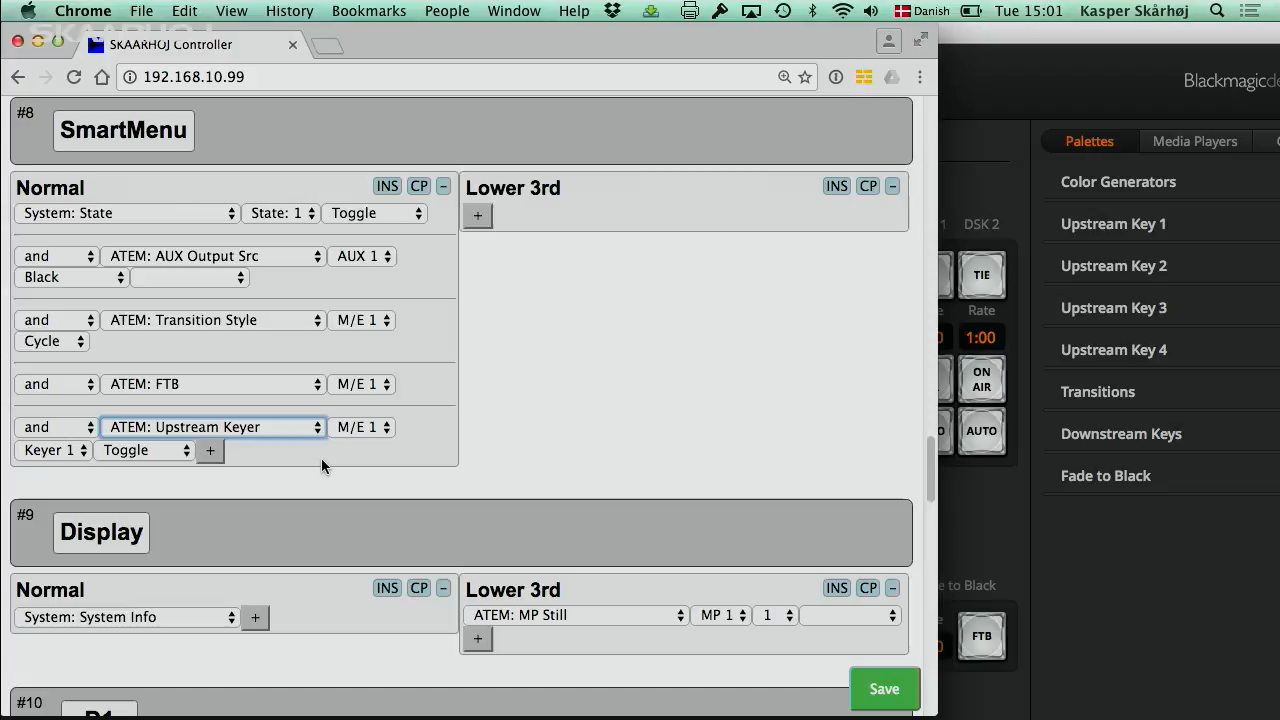 Chrome File Edit View History Bookmarks People Window Help Danish Tue 15:01 Kasper Skårhøj
SKAARHOJ
SKAARHOJ Controller
192.168.10.99
#8
SmartMenu
Normal INS CP – Lower 3rd INS CP –
System: State State: 1 Toggle +
and ATEM: AUX Output Src AUX 1
Black
and ATEM: Transition Style M/E 1
Cycle
and ATEM: FTB M/E 1
and ATEM: Upstream Keyer M/E 1
Keyer 1 Toggle +
#9
Display
Normal INS CP – Lower 3rd INS CP –
System: System Info + ATEM: MP Still MP 1 1
+
Save
#10
Blackmagicde
Palettes Media Players
Color Generators
Upstream Key 1
Upstream Key 2
Upstream Key 3
Upstream Key 4
Transitions
Downstream Keys
Fade to Black
1 DSK 2
TIE
e Rate
0 1:00
ON
AIR
O AUTO
e to Black
e
0 FTB